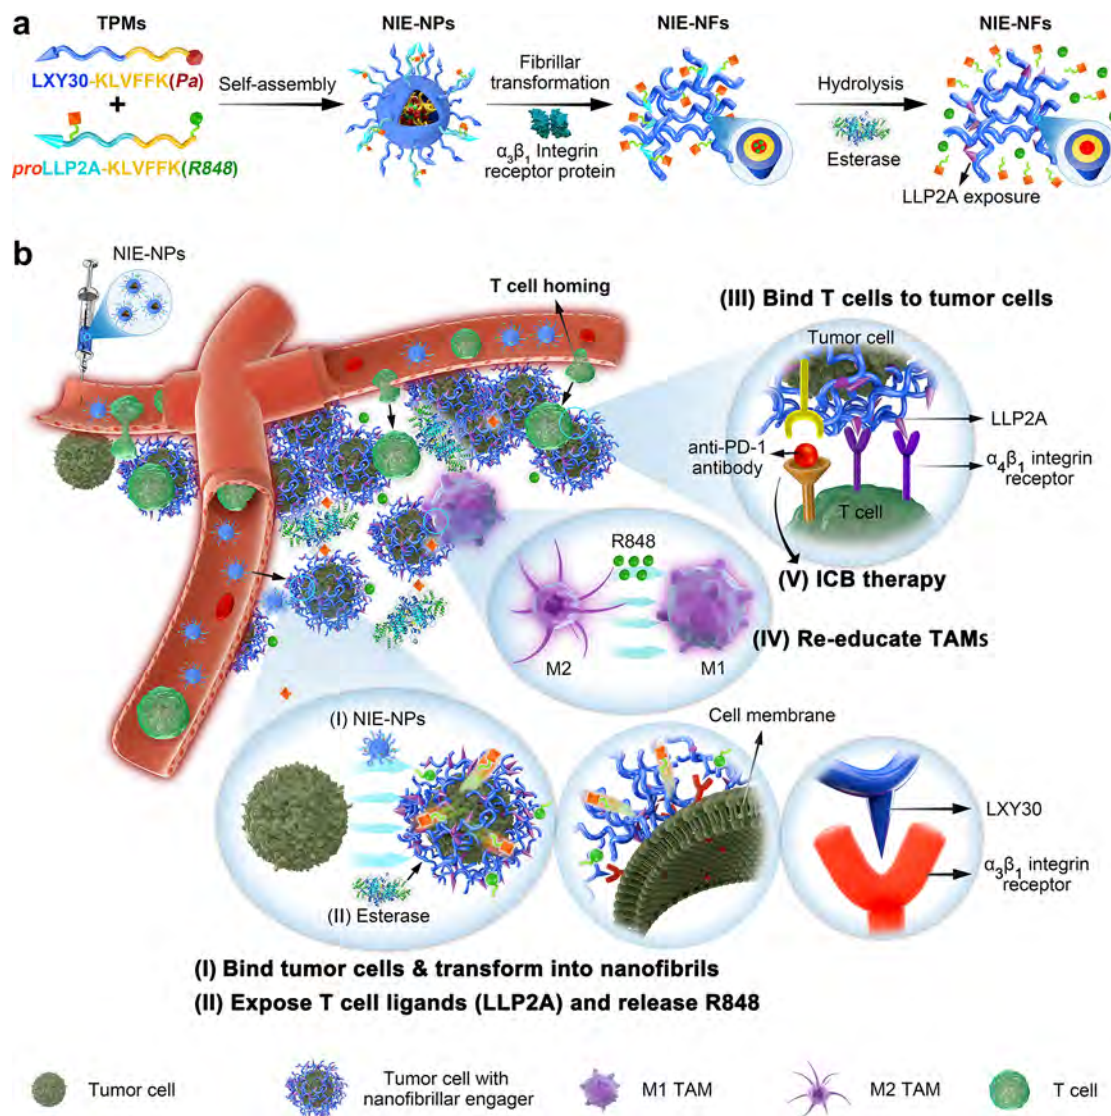 a
TPMs
NIE-NPs
NIE-NFs
NIE-NFs
LXY30-KLVFFK(Pa)
+
proLLP2A-KLVFFK(R848)
Self-assembly
Fibrillar
transformation
α₃β₁ Integrin
receptor protein
Hydrolysis
Esterase
LLP2A exposure
b
NIE-NPs
T cell homing
(III) Bind T cells to tumor cells
Tumor cell
LLP2A
anti-PD-1
antibody
α₄β₁ integrin
receptor
T cell
(V) ICB therapy
R848
M2
M1
(IV) Re-educate TAMs
Cell membrane
(I) NIE-NPs
(II) Esterase
LXY30
α₃β₁ integrin
receptor
(I) Bind tumor cells & transform into nanofibrils
(II) Expose T cell ligands (LLP2A) and release R848
Tumor cell
Tumor cell with
nanofibrillar engager
M1 TAM
M2 TAM
T cell